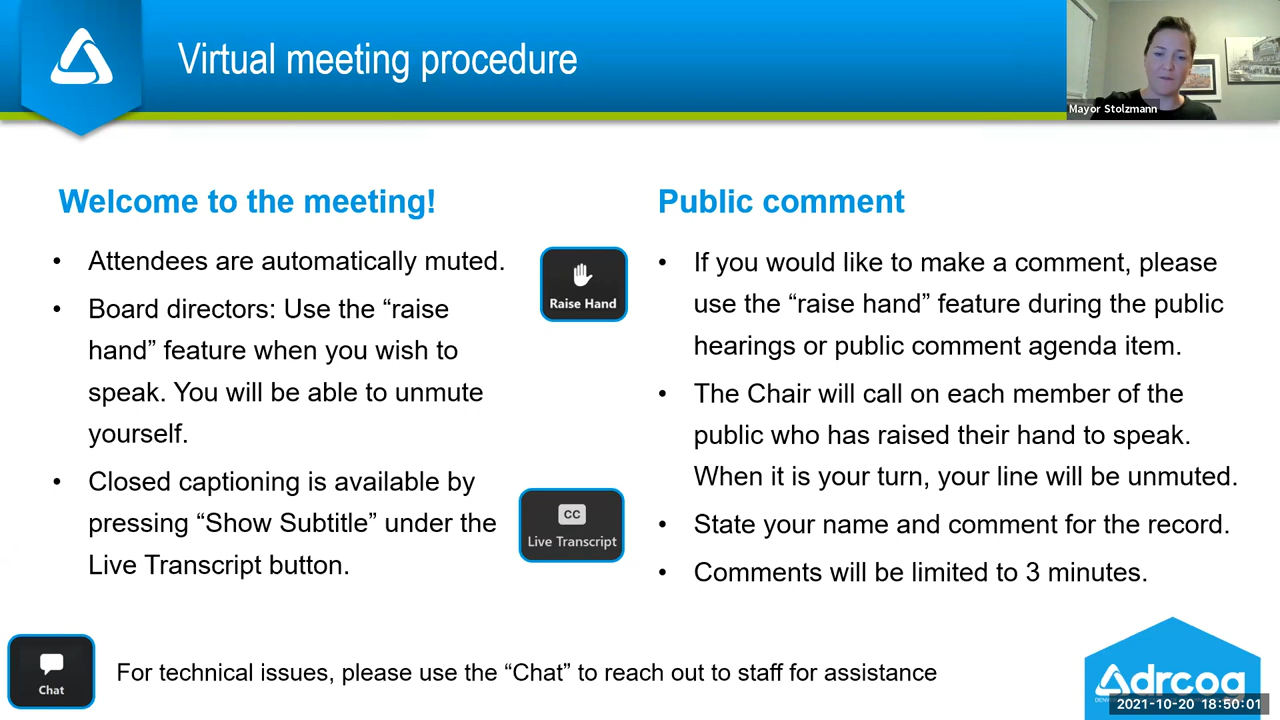 Virtual meeting procedure
Mayor Stolzmann
Welcome to the meeting!
• Attendees are automatically muted.
• Board directors: Use the “raise
hand” feature when you wish to
speak. You will be able to unmute
yourself.
• Closed captioning is available by
pressing “Show Subtitle” under the
Live Transcript button.
Raise Hand
CC
Live Transcript
Public comment
• If you would like to make a comment, please
use the “raise hand” feature during the public
hearings or public comment agenda item.
• The Chair will call on each member of the
public who has raised their hand to speak.
When it is your turn, your line will be unmuted.
• State your name and comment for the record.
• Comments will be limited to 3 minutes.
Chat
For technical issues, please use the “Chat” to reach out to staff for assistance
drcog
2021-10-20 18:50:01